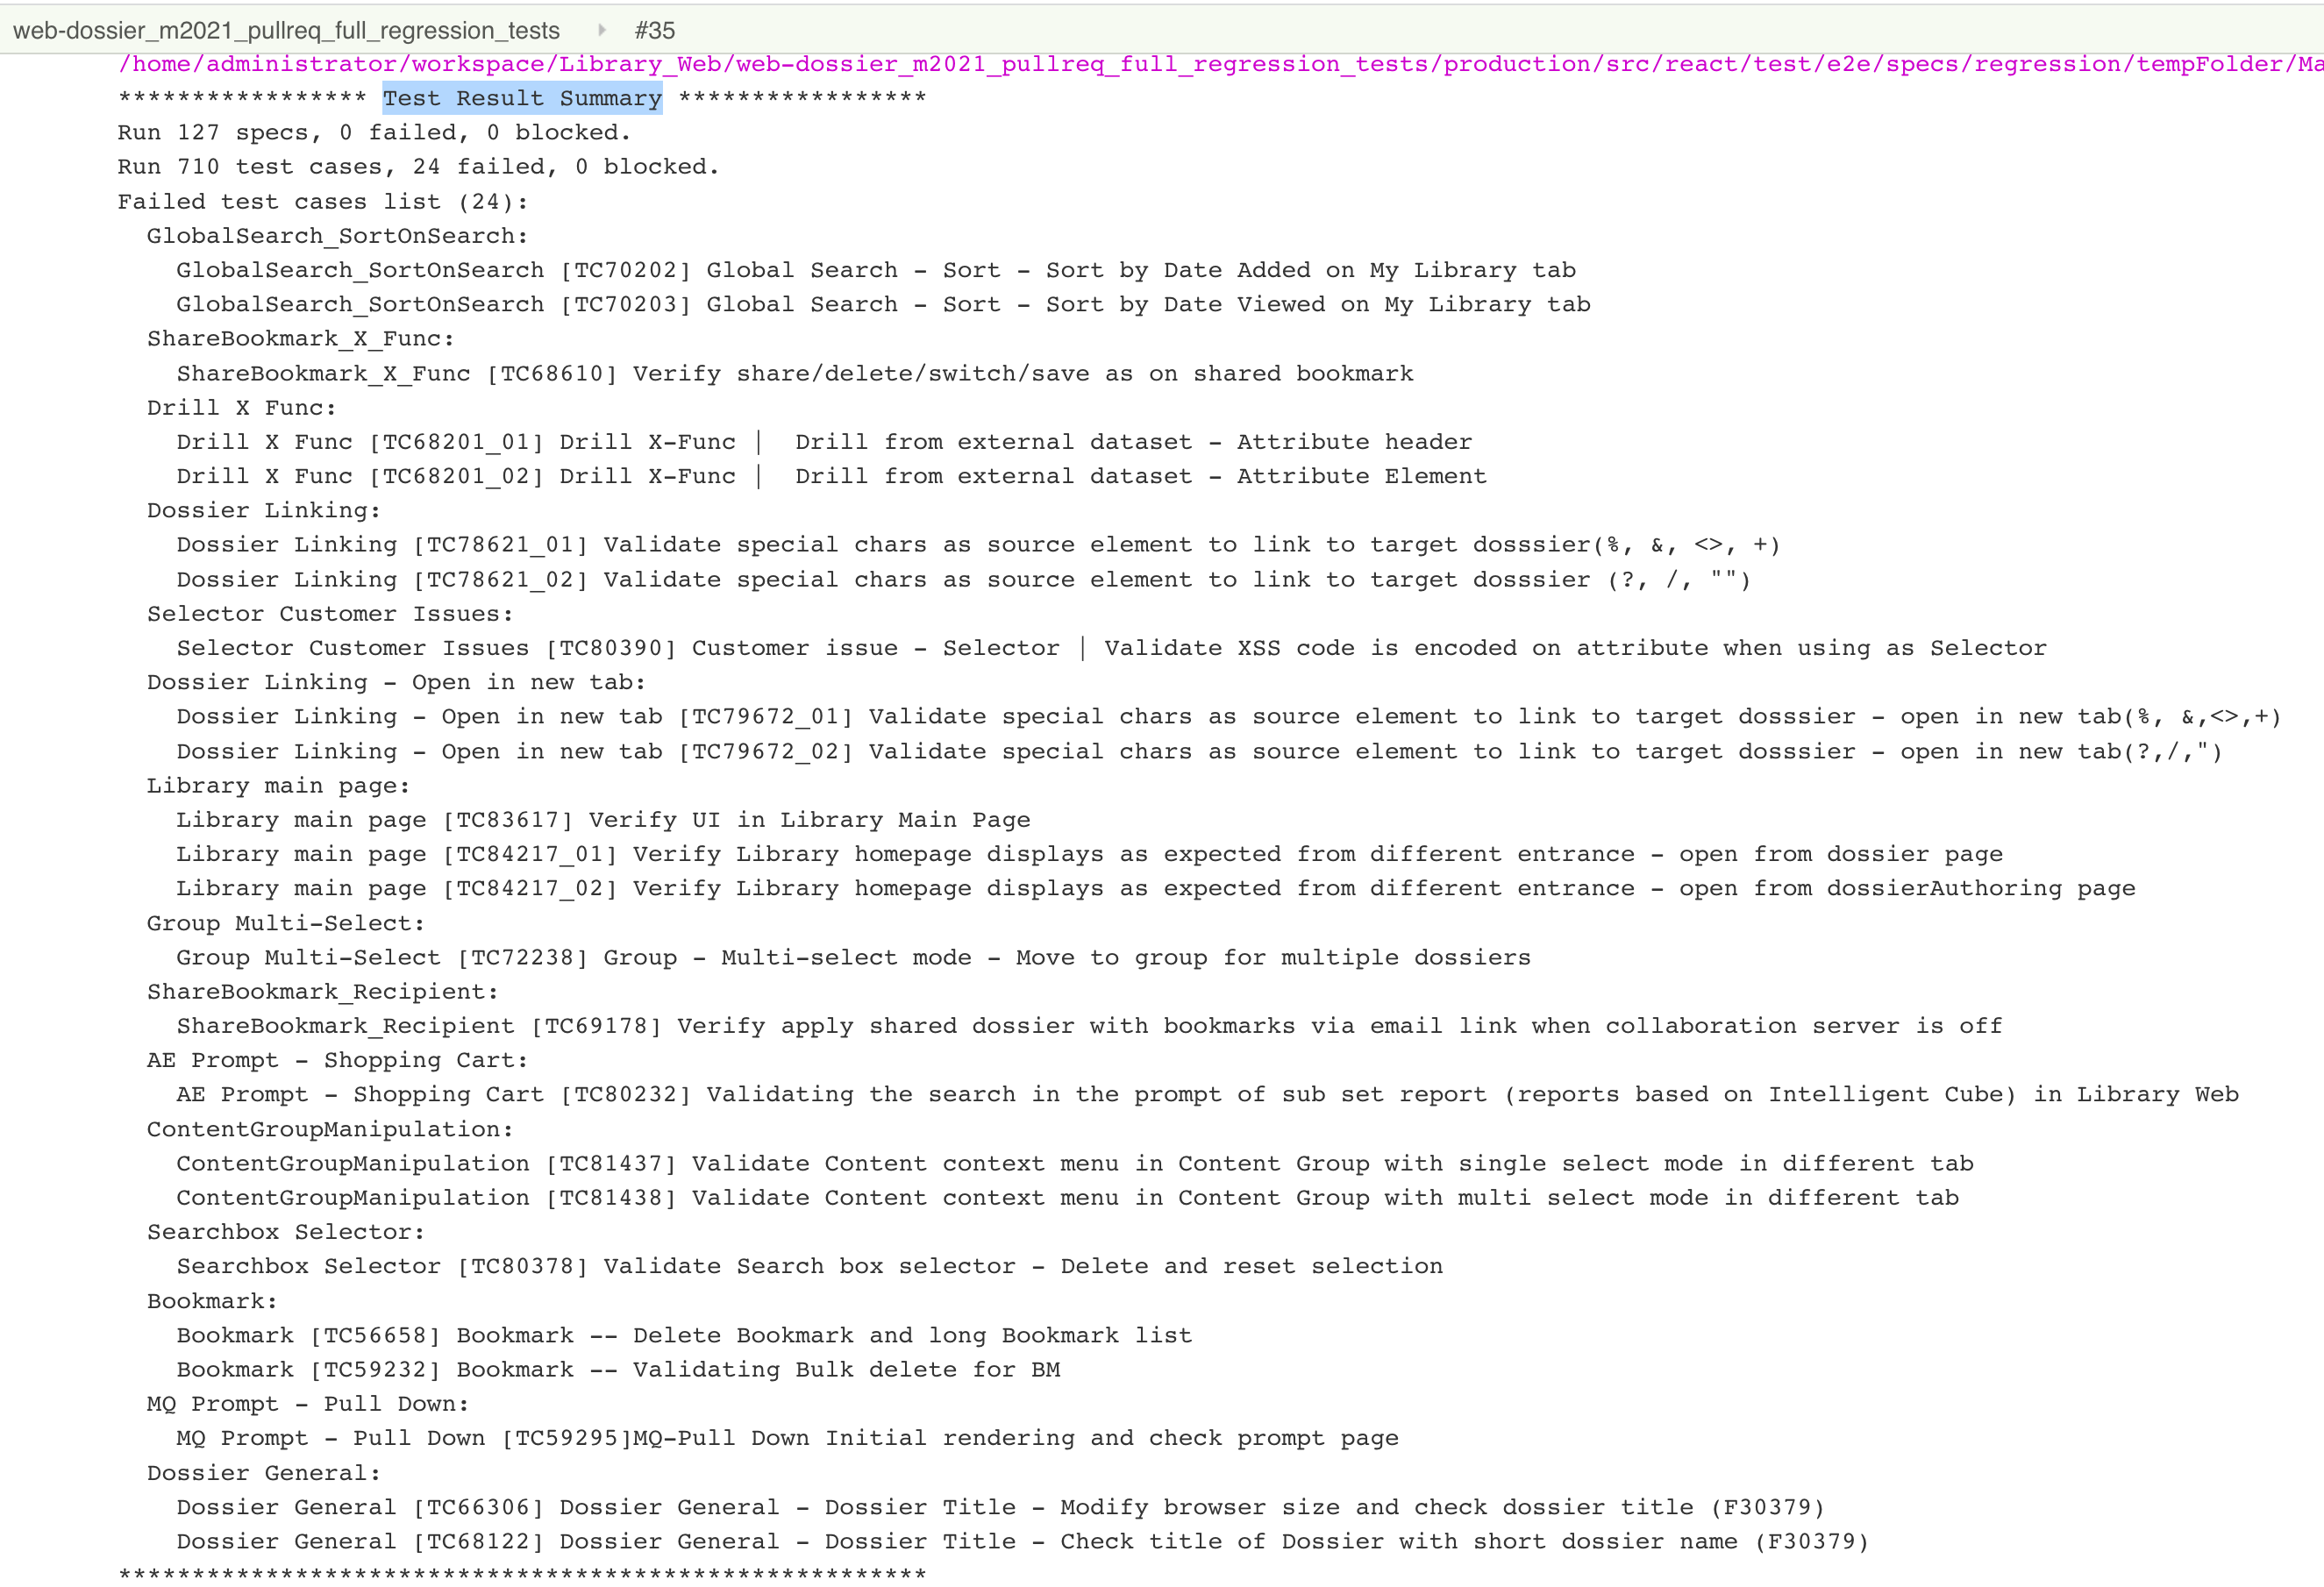 web-dossier_m2021_pullreq_full_regression_tests #35
/home/administrator/workspace/Library_Web/web-dossier_m2021_pullreq_full_regression_tests/production/src/react/test/e2e/specs/regression/tempFolder/Ma
***************** Test Result Summary *****************
Run 127 specs, 0 failed, 0 blocked.
Run 710 test cases, 24 failed, 0 blocked.
Failed test cases list (24):
GlobalSearch_SortOnSearch:
GlobalSearch_SortOnSearch [TC70202] Global Search - Sort - Sort by Date Added on My Library tab
GlobalSearch_SortOnSearch [TC70203] Global Search - Sort - Sort by Date Viewed on My Library tab
ShareBookmark_X_Func:
ShareBookmark_X_Func [TC68610] Verify share/delete/switch/save as on shared bookmark
Drill X Func:
Drill X Func [TC68201_01] Drill X-Func |  Drill from external dataset - Attribute header
Drill X Func [TC68201_02] Drill X-Func |  Drill from external dataset - Attribute Element
Dossier Linking:
Dossier Linking [TC78621_01] Validate special chars as source element to link to target dosssier(%, &, <>, +)
Dossier Linking [TC78621_02] Validate special chars as source element to link to target dosssier (?, /, "")
Selector Customer Issues:
Selector Customer Issues [TC80390] Customer issue - Selector | Validate XSS code is encoded on attribute when using as Selector
Dossier Linking - Open in new tab:
Dossier Linking - Open in new tab [TC79672_01] Validate special chars as source element to link to target dosssier - open in new tab(%, &,<>,+)
Dossier Linking - Open in new tab [TC79672_02] Validate special chars as source element to link to target dosssier - open in new tab(?,/,")
Library main page:
Library main page [TC83617] Verify UI in Library Main Page
Library main page [TC84217_01] Verify Library homepage displays as expected from different entrance - open from dossier page
Library main page [TC84217_02] Verify Library homepage displays as expected from different entrance - open from dossierAuthoring page
Group Multi-Select:
Group Multi-Select [TC72238] Group - Multi-select mode - Move to group for multiple dossiers
ShareBookmark_Recipient:
ShareBookmark_Recipient [TC69178] Verify apply shared dossier with bookmarks via email link when collaboration server is off
AE Prompt - Shopping Cart:
AE Prompt - Shopping Cart [TC80232] Validating the search in the prompt of sub set report (reports based on Intelligent Cube) in Library Web
ContentGroupManipulation:
ContentGroupManipulation [TC81437] Validate Content context menu in Content Group with single select mode in different tab
ContentGroupManipulation [TC81438] Validate Content context menu in Content Group with multi select mode in different tab
Searchbox Selector:
Searchbox Selector [TC80378] Validate Search box selector - Delete and reset selection
Bookmark:
Bookmark [TC56658] Bookmark -- Delete Bookmark and long Bookmark list
Bookmark [TC59232] Bookmark -- Validating Bulk delete for BM
MQ Prompt - Pull Down:
MQ Prompt - Pull Down [TC59295]MQ-Pull Down Initial rendering and check prompt page
Dossier General:
Dossier General [TC66306] Dossier General - Dossier Title - Modify browser size and check dossier title (F30379)
Dossier General [TC68122] Dossier General - Dossier Title - Check title of Dossier with short dossier name (F30379)
*******************************************************